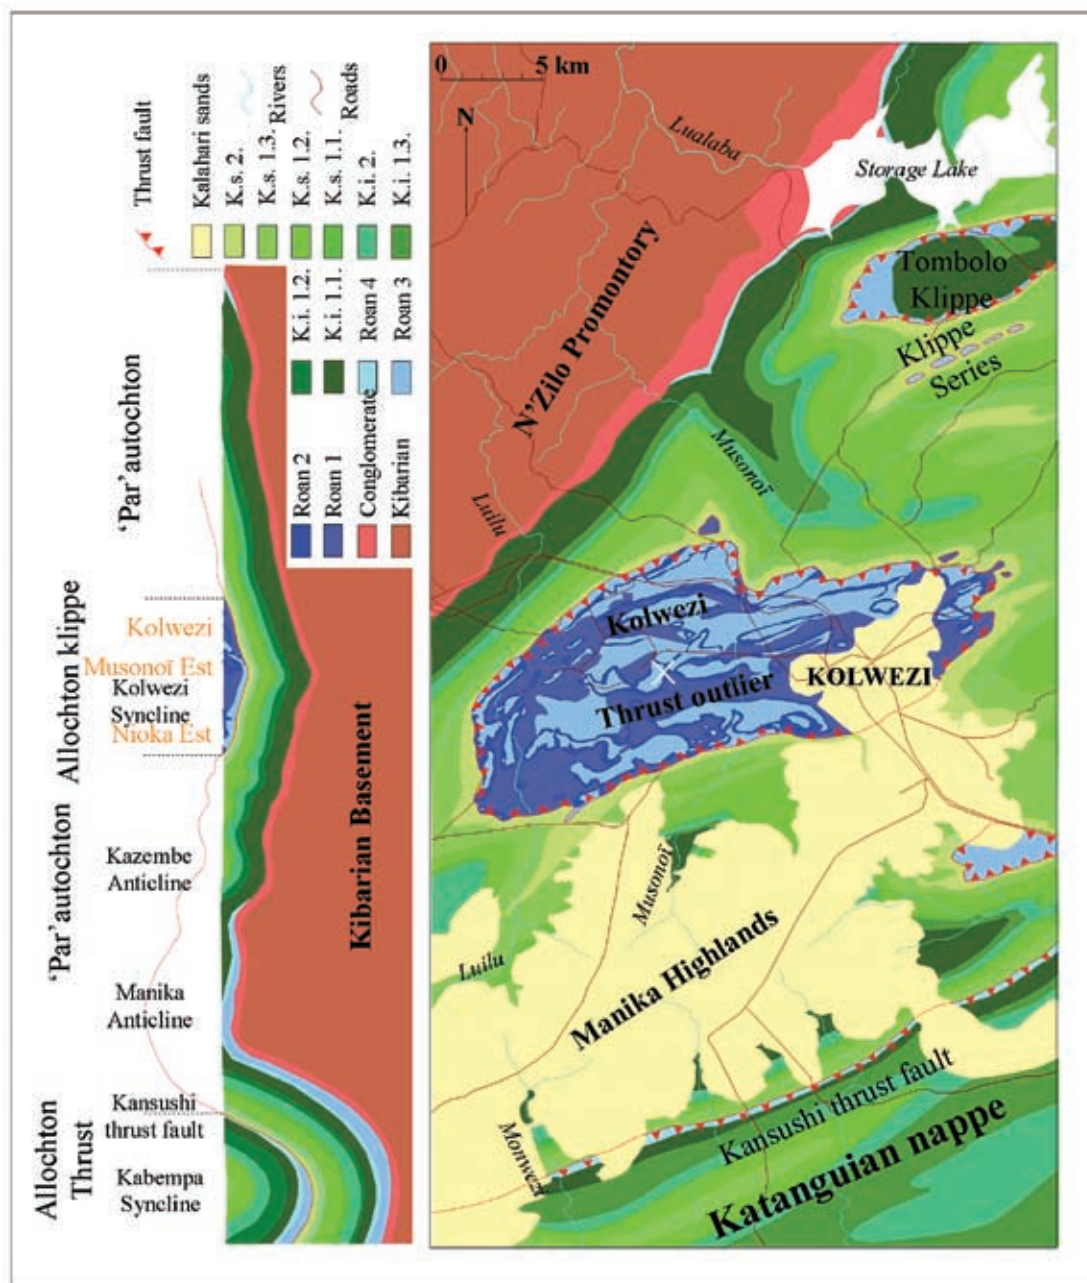 Thrust fault
Kalahari sands
K.s. 2.
Rivers
K.s. 1.3.
K.s. 1.2.
Roads
K.s. 1.1.
K.i. 2.
K.i. 1.3.
K.i. 1.2.
K.i. 1.1.
Roan 4
Roan 3
Roan 2
Roan 1
Conglomerate
Kibarian
'Par' autochton
Allochton klippe
'Par' autochton
Allochton
Thrust
Kolwezi
Musonoï Est
Kolwezi
Syncline
Nioka Est
Kazembe
Anticline
Manika
Anticline
Kansushi
thrust fault
Kabempa
Syncline
Kibarian Basement
0 5 km
N
Lualaba
Storage Lake
N'Zilo Promontory
Tombolo
Klippe
Klippe
Series
Musonoï
Luilu
Kolwezi
Thrust outlier
KOLWEZI
Musonoï
Luilu
Manika Highlands
Monwezi
Kansushi thrust fault
Katanguian nappe